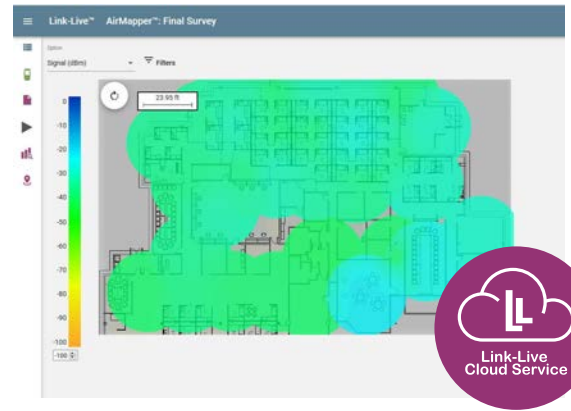 Link-Live™ AirMapper™: Final Survey
Option
Signal (dBm)
Filters
23.95 ft
0
-10
-20
-30
-40
-50
-60
-70
-80
-90
-100
-100
LL
Link-Live
Cloud Service